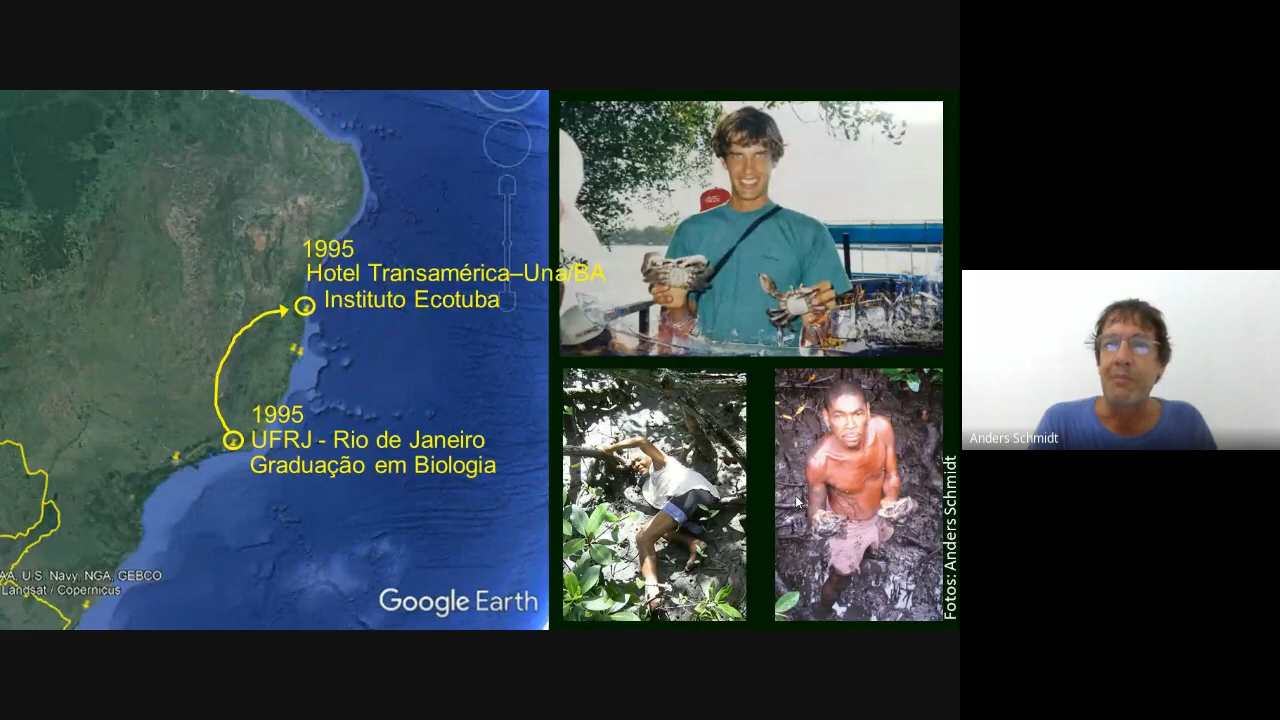 1995
Hotel Transamérica–Una/BA
Instituto Ecotuba
1995
UFRJ - Rio de Janeiro
Graduação em Biologia
AA, U.S. Navy, NGA, GEBCO
Landsat / Copernicus
Google Earth
Fotos: Anders Schmidt
Anders Schmidt